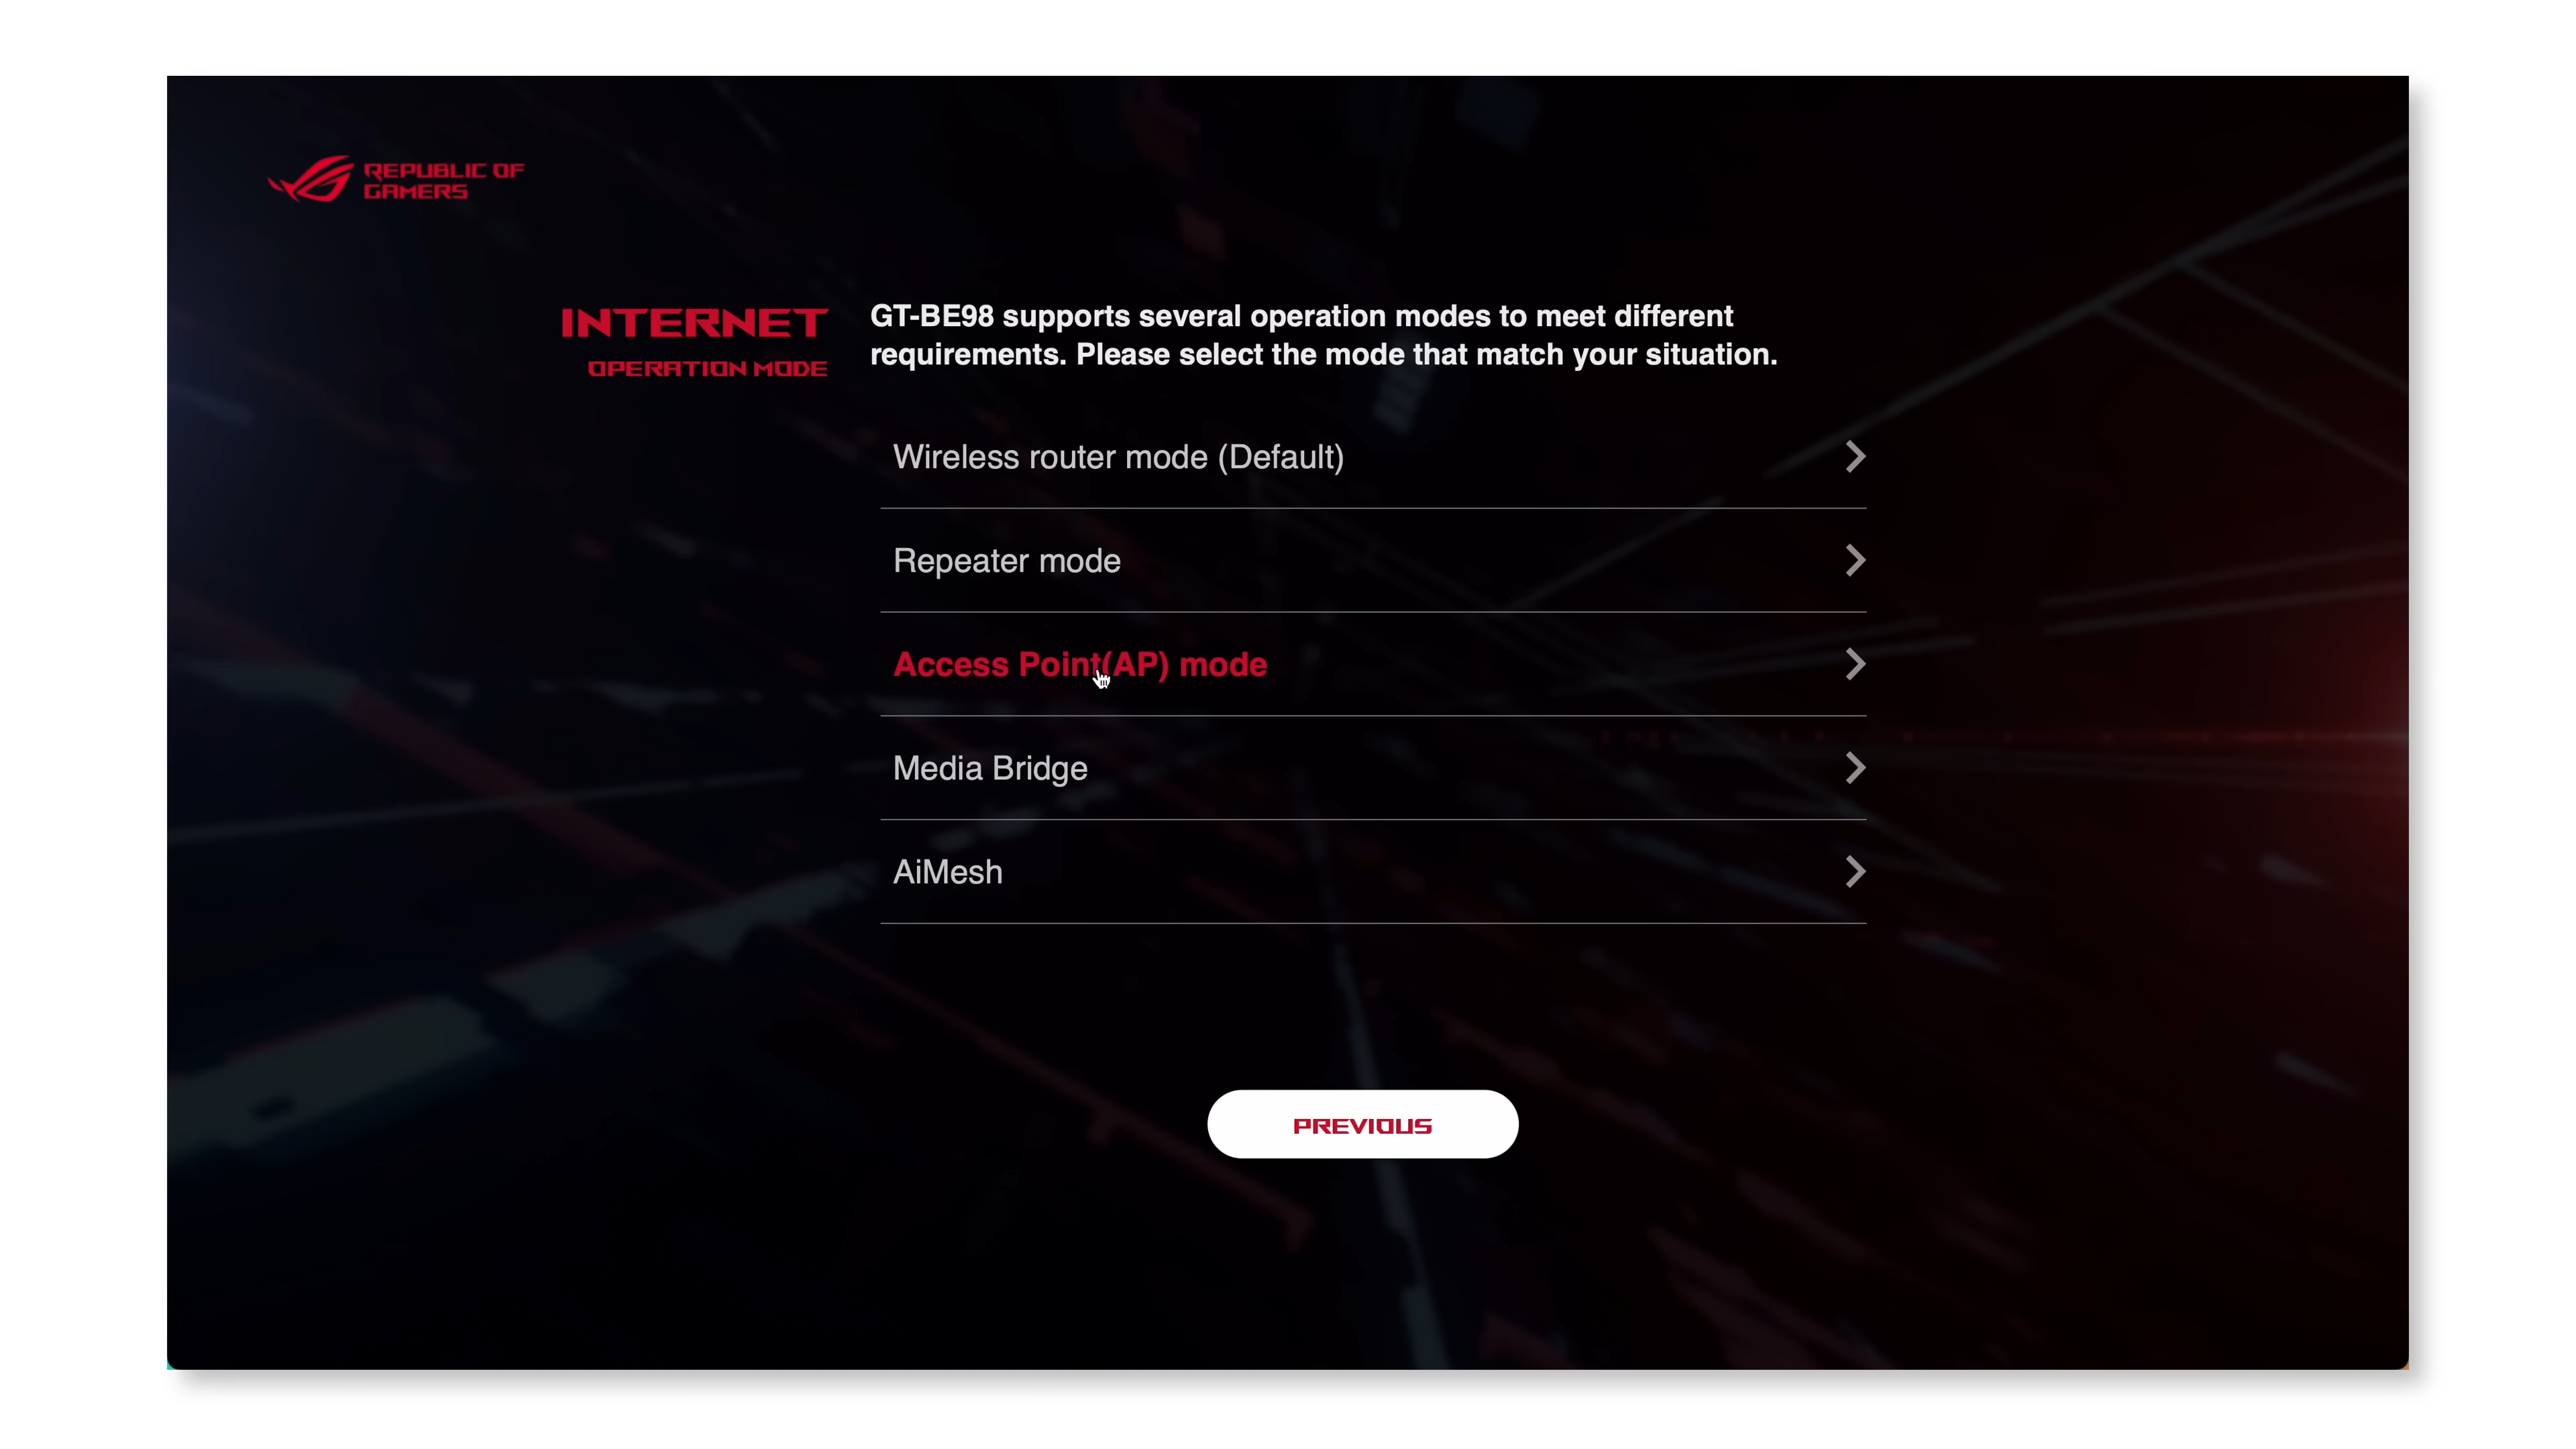 REPUBLIC OF
GAMERS
INTERNET
OPERATION MODE
GT-BE98 supports several operation modes to meet different
requirements. Please select the mode that match your situation.
Wireless router mode (Default)
Repeater mode
Access Point(AP) mode
Media Bridge
AiMesh
PREVIOUS